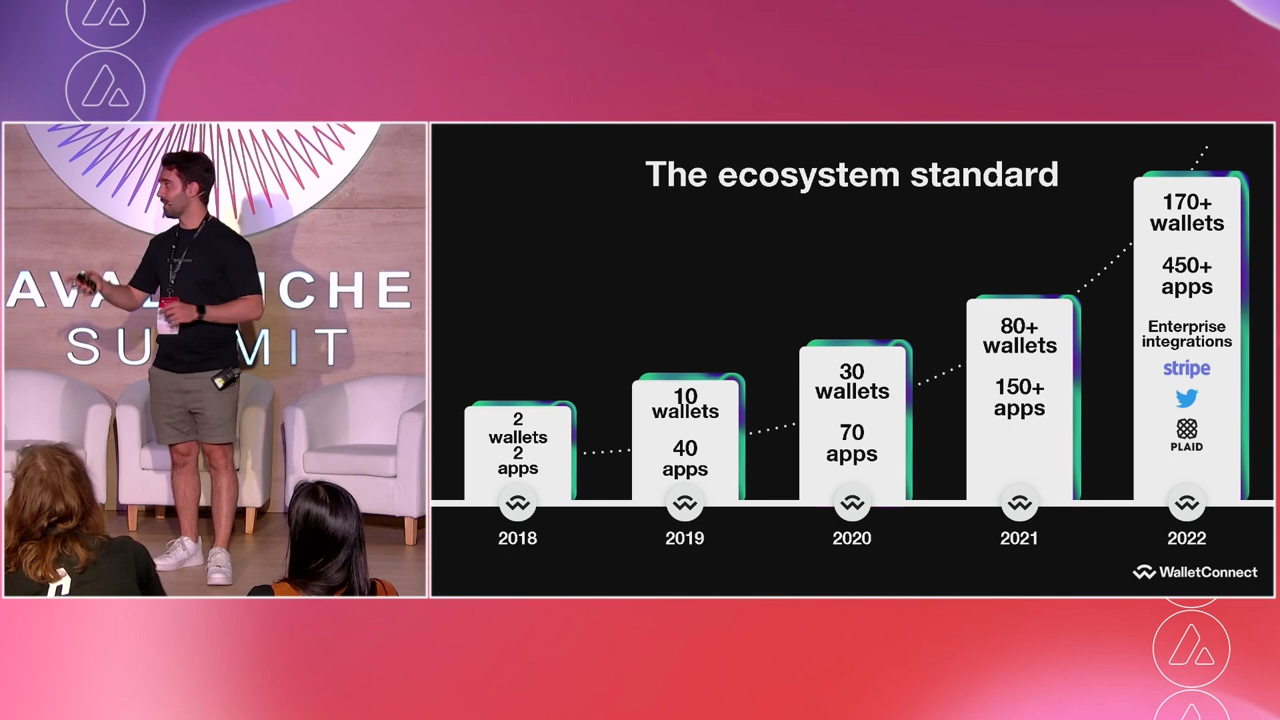 AVALANCHE
SUMMIT
The ecosystem standard
2
wallets
2
apps
10
wallets
40
apps
30
wallets
70
apps
80+
wallets
150+
apps
170+
wallets
450+
apps
Enterprise
integrations
stripe
PLAID
2018
2019
2020
2021
2022
WalletConnect